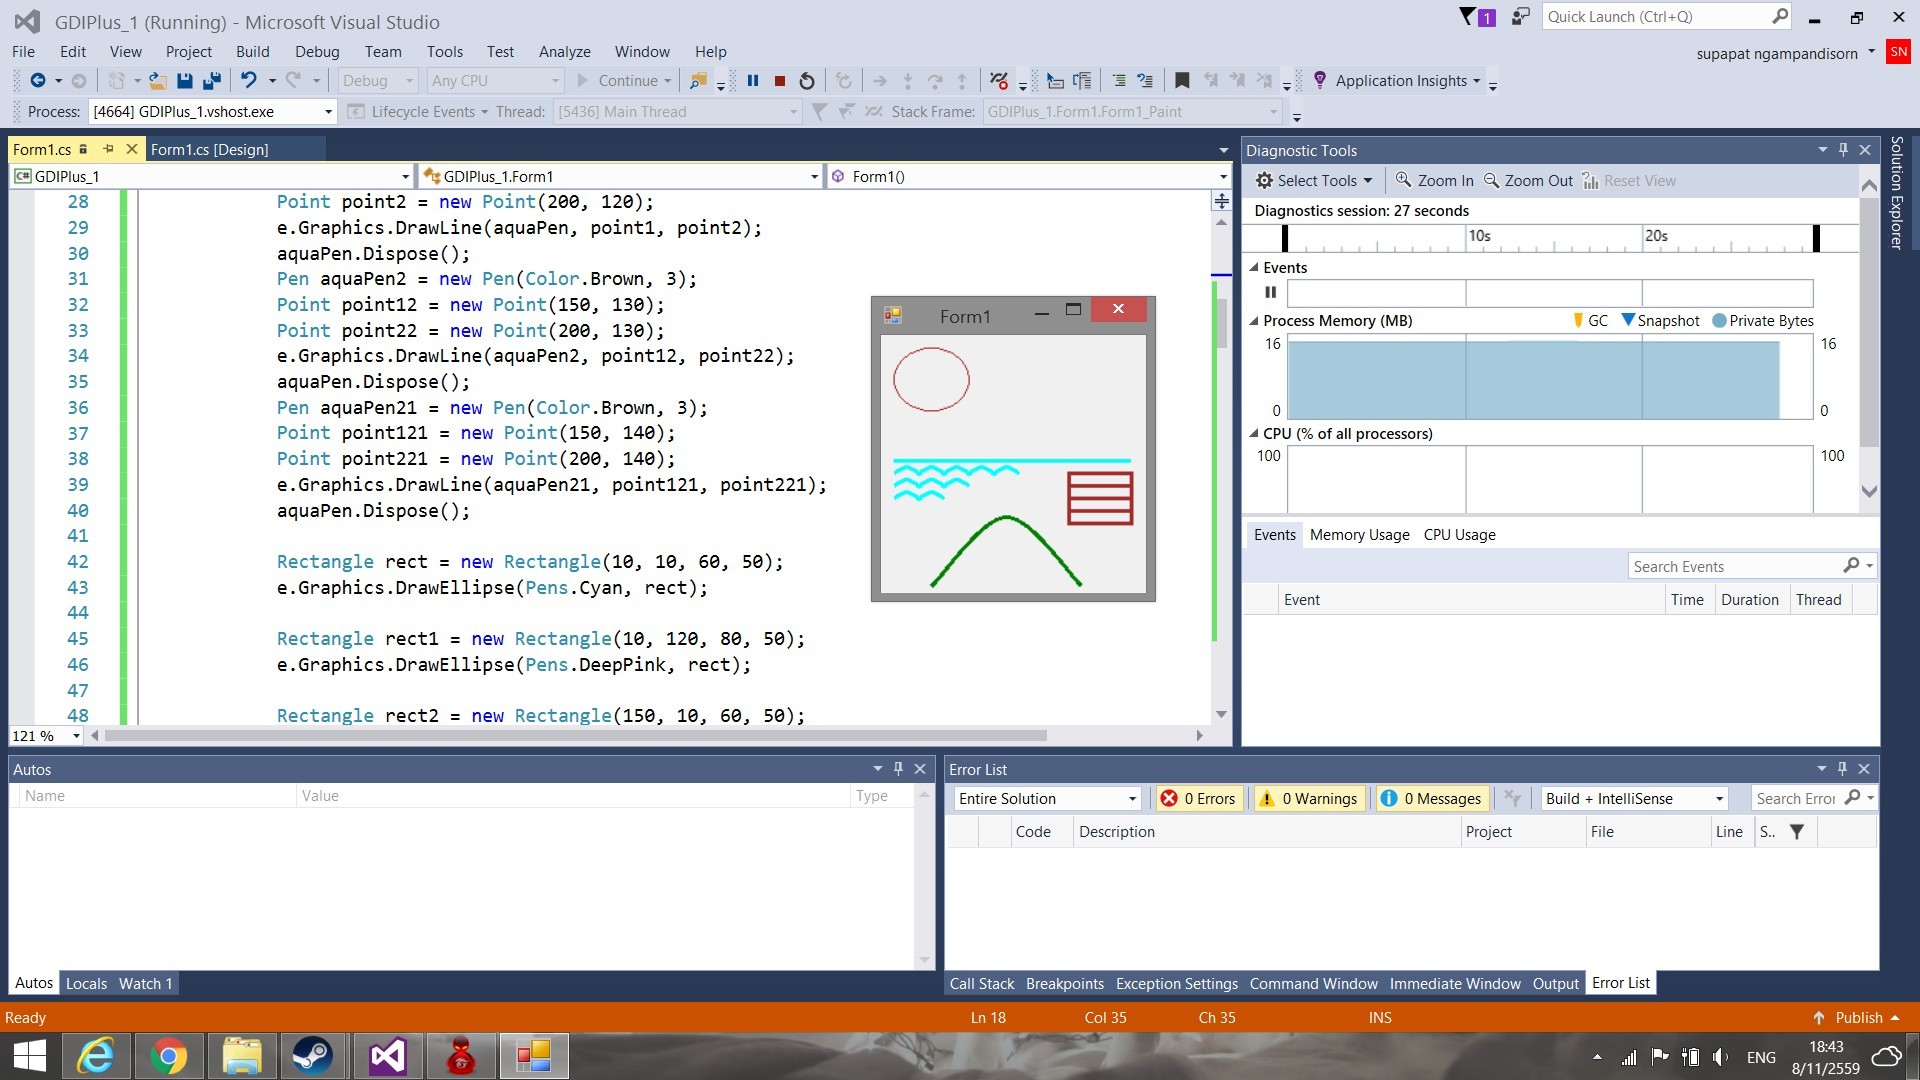 GDIPlus_1 (Running) - Microsoft Visual Studio
1
Quick Launch (Ctrl+Q)
File Edit View Project Build Debug Team Tools Test Analyze Window Help
supapat ngampandisorn SN
Debug Any CPU Continue Application Insights
Process: [4664] GDIPlus_1.vshost.exe Lifecycle Events Thread: [5436] Main Thread Stack Frame: GDIPlus_1.Form1.Form1_Paint
Form1.cs Form1.cs [Design]
C# GDIPlus_1 GDIPlus_1.Form1 Form1()
28 Point point2 = new Point(200, 120);
29 e.Graphics.DrawLine(aquaPen, point1, point2);
30 aquaPen.Dispose();
31 Pen aquaPen2 = new Pen(Color.Brown, 3);
32 Point point12 = new Point(150, 130);
33 Point point22 = new Point(200, 130);
34 e.Graphics.DrawLine(aquaPen2, point12, point22);
35 aquaPen.Dispose();
36 Pen aquaPen21 = new Pen(Color.Brown, 3);
37 Point point121 = new Point(150, 140);
38 Point point221 = new Point(200, 140);
39 e.Graphics.DrawLine(aquaPen21, point121, point221);
40 aquaPen.Dispose();
41
42 Rectangle rect = new Rectangle(10, 10, 60, 50);
43 e.Graphics.DrawEllipse(Pens.Cyan, rect);
44
45 Rectangle rect1 = new Rectangle(10, 120, 80, 50);
46 e.Graphics.DrawEllipse(Pens.DeepPink, rect);
47
48 Rectangle rect2 = new Rectangle(150, 10, 60, 50);
121 %
Form1
Diagnostic Tools
Select Tools Zoom In Zoom Out Reset View
Diagnostics session: 27 seconds
10s 20s
Events
Process Memory (MB) GC Snapshot Private Bytes
16 16
0 0
CPU (% of all processors)
100 100
Events Memory Usage CPU Usage
Search Events
Event Time Duration Thread
Solution Explorer
Autos
Name Value Type
Autos Locals Watch 1
Error List
Entire Solution 0 Errors 0 Warnings 0 Messages Build + IntelliSense Search Error
Code Description Project File Line S..
Call Stack Breakpoints Exception Settings Command Window Immediate Window Output Error List
Ready Ln 18 Col 35 Ch 35 INS Publish
ENG 18:43
8/11/2559